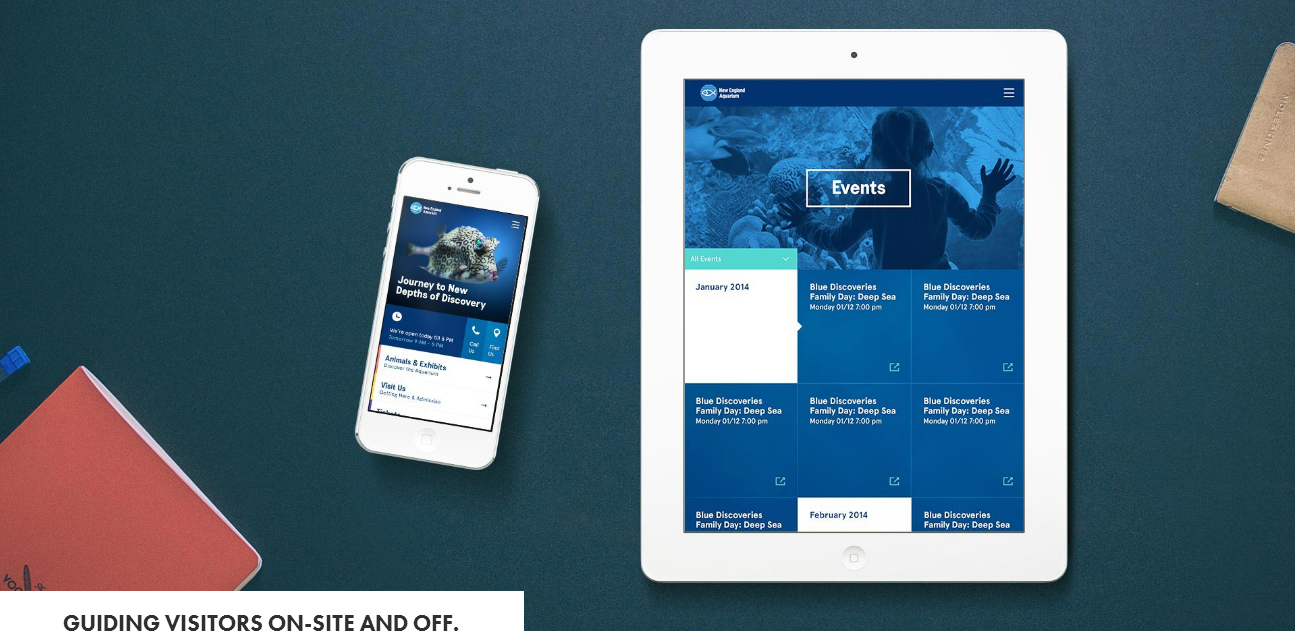 New England
Aquarium
Journey to New
Depths of Discovery
We're open today till 5 PM
Tomorrow 9 AM - 5 PM
Call
Us
Find
Us
Animals & Exhibits
Discover the Aquarium
Visit Us
Getting Here & Admission
New England
Aquarium
Events
All Events
January 2014
Blue Discoveries
Family Day: Deep Sea
Monday 01/12 7:00 pm
Blue Discoveries
Family Day: Deep Sea
Monday 01/12 7:00 pm
Blue Discoveries
Family Day: Deep Sea
Monday 01/12 7:00 pm
Blue Discoveries
Family Day: Deep Sea
Monday 01/12 7:00 pm
Blue Discoveries
Family Day: Deep Sea
Monday 01/12 7:00 pm
Blue Discoveries
Family Day: Deep Sea
February 2014
Blue Discoveries
Family Day: Deep Sea
MOLESKINE
GUIDING VISITORS ON-SITE AND OFF.